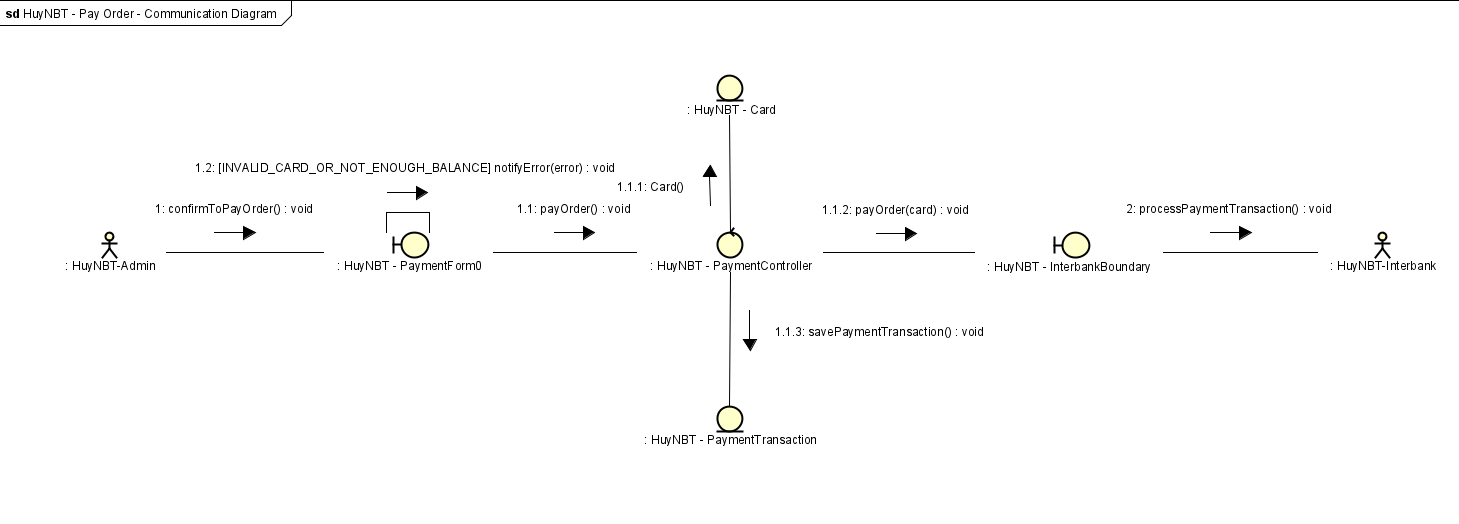 sd HuyNBT - Pay Order - Communication Diagram
: HuyNBT - Card
1.2: [INVALID_CARD_OR_NOT_ENOUGH_BALANCE] notifyError(error) : void
1.1.1: Card()
1: confirmToPayOrder() : void
1.1: payOrder() : void
1.1.2: payOrder(card) : void
2: processPaymentTransaction() : void
: HuyNBT-Admin
: HuyNBT - PaymentForm0
: HuyNBT - PaymentController
: HuyNBT - InterbankBoundary
: HuyNBT-Interbank
1.1.3: savePaymentTransaction() : void
: HuyNBT - PaymentTransaction